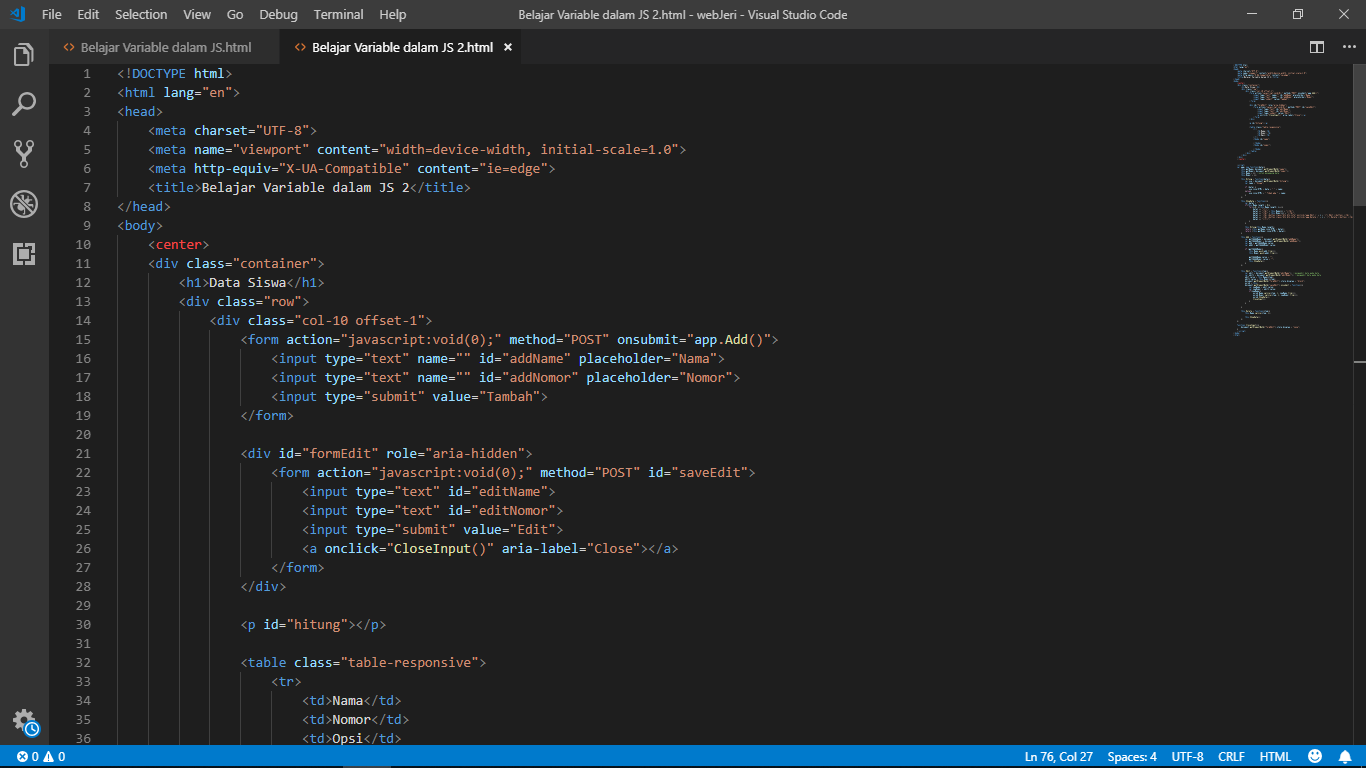 File Edit Selection View Go Debug Terminal Help Belajar Variable dalam JS 2.html - webJeri - Visual Studio Code
<> Belajar Variable dalam JS.html <> Belajar Variable dalam JS 2.html ×
1 <!DOCTYPE html>
2 <html lang="en">
3 <head>
4 <meta charset="UTF-8">
5 <meta name="viewport" content="width=device-width, initial-scale=1.0">
6 <meta http-equiv="X-UA-Compatible" content="ie=edge">
7 <title>Belajar Variable dalam JS 2</title>
8 </head>
9 <body>
10 <center>
11 <div class="container">
12 <h1>Data Siswa</h1>
13 <div class="row">
14 <div class="col-10 offset-1">
15 <form action="javascript:void(0);" method="POST" onsubmit="app.Add()">
16 <input type="text" name="" id="addName" placeholder="Nama">
17 <input type="text" name="" id="addNomor" placeholder="Nomor">
18 <input type="submit" value="Tambah">
19 </form>
20
21 <div id="formEdit" role="aria-hidden">
22 <form action="javascript:void(0);" method="POST" id="saveEdit">
23 <input type="text" id="editName">
24 <input type="text" id="editNomor">
25 <input type="submit" value="Edit">
26 <a onclick="CloseInput()" aria-label="Close"></a>
27 </form>
28 </div>
29
30 <p id="hitung"></p>
31
32 <table class="table-responsive">
33 <tr>
34 <td>Nama</td>
35 <td>Nomor</td>
36 <td>Opsi</td>
0 0 Ln 76, Col 27 Spaces: 4 UTF-8 CRLF HTML